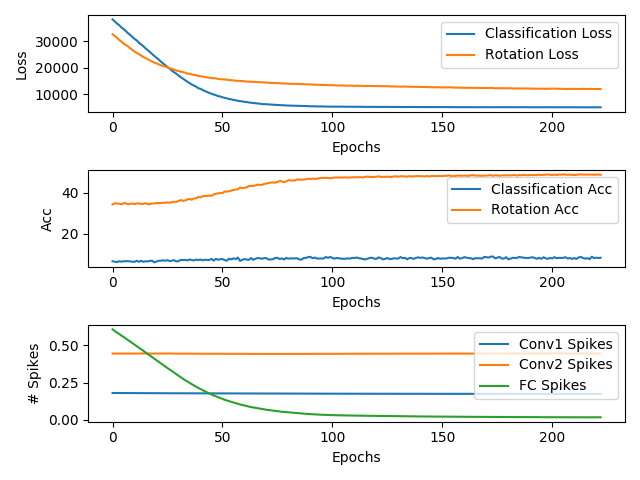 Loss
30000
20000
10000
Classification Loss
Rotation Loss
0 50 100 150 200
Epochs
Acc
40
20
Classification Acc
Rotation Acc
0 50 100 150 200
Epochs
# Spikes
0.50
0.25
0.00
Conv1 Spikes
Conv2 Spikes
FC Spikes
0 50 100 150 200
Epochs